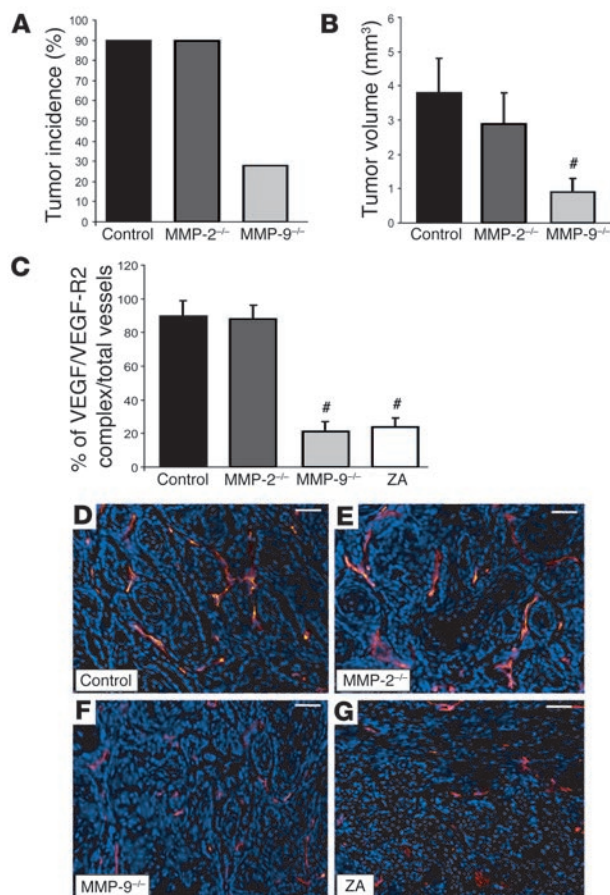 A
Tumor incidence (%)
100
90
80
70
60
50
40
30
20
10
0
Control MMP-2–/– MMP-9–/–
B
Tumor volume (mm³)
6
5
4
3
2
1
0
#
Control MMP-2–/– MMP-9–/–
C
% of VEGF/VEGF-R2
complex/total vessels
120
100
80
60
40
20
0
# #
Control MMP-2–/– MMP-9–/– ZA
D
Control
E
MMP-2–/–
F
MMP-9–/–
G
ZA